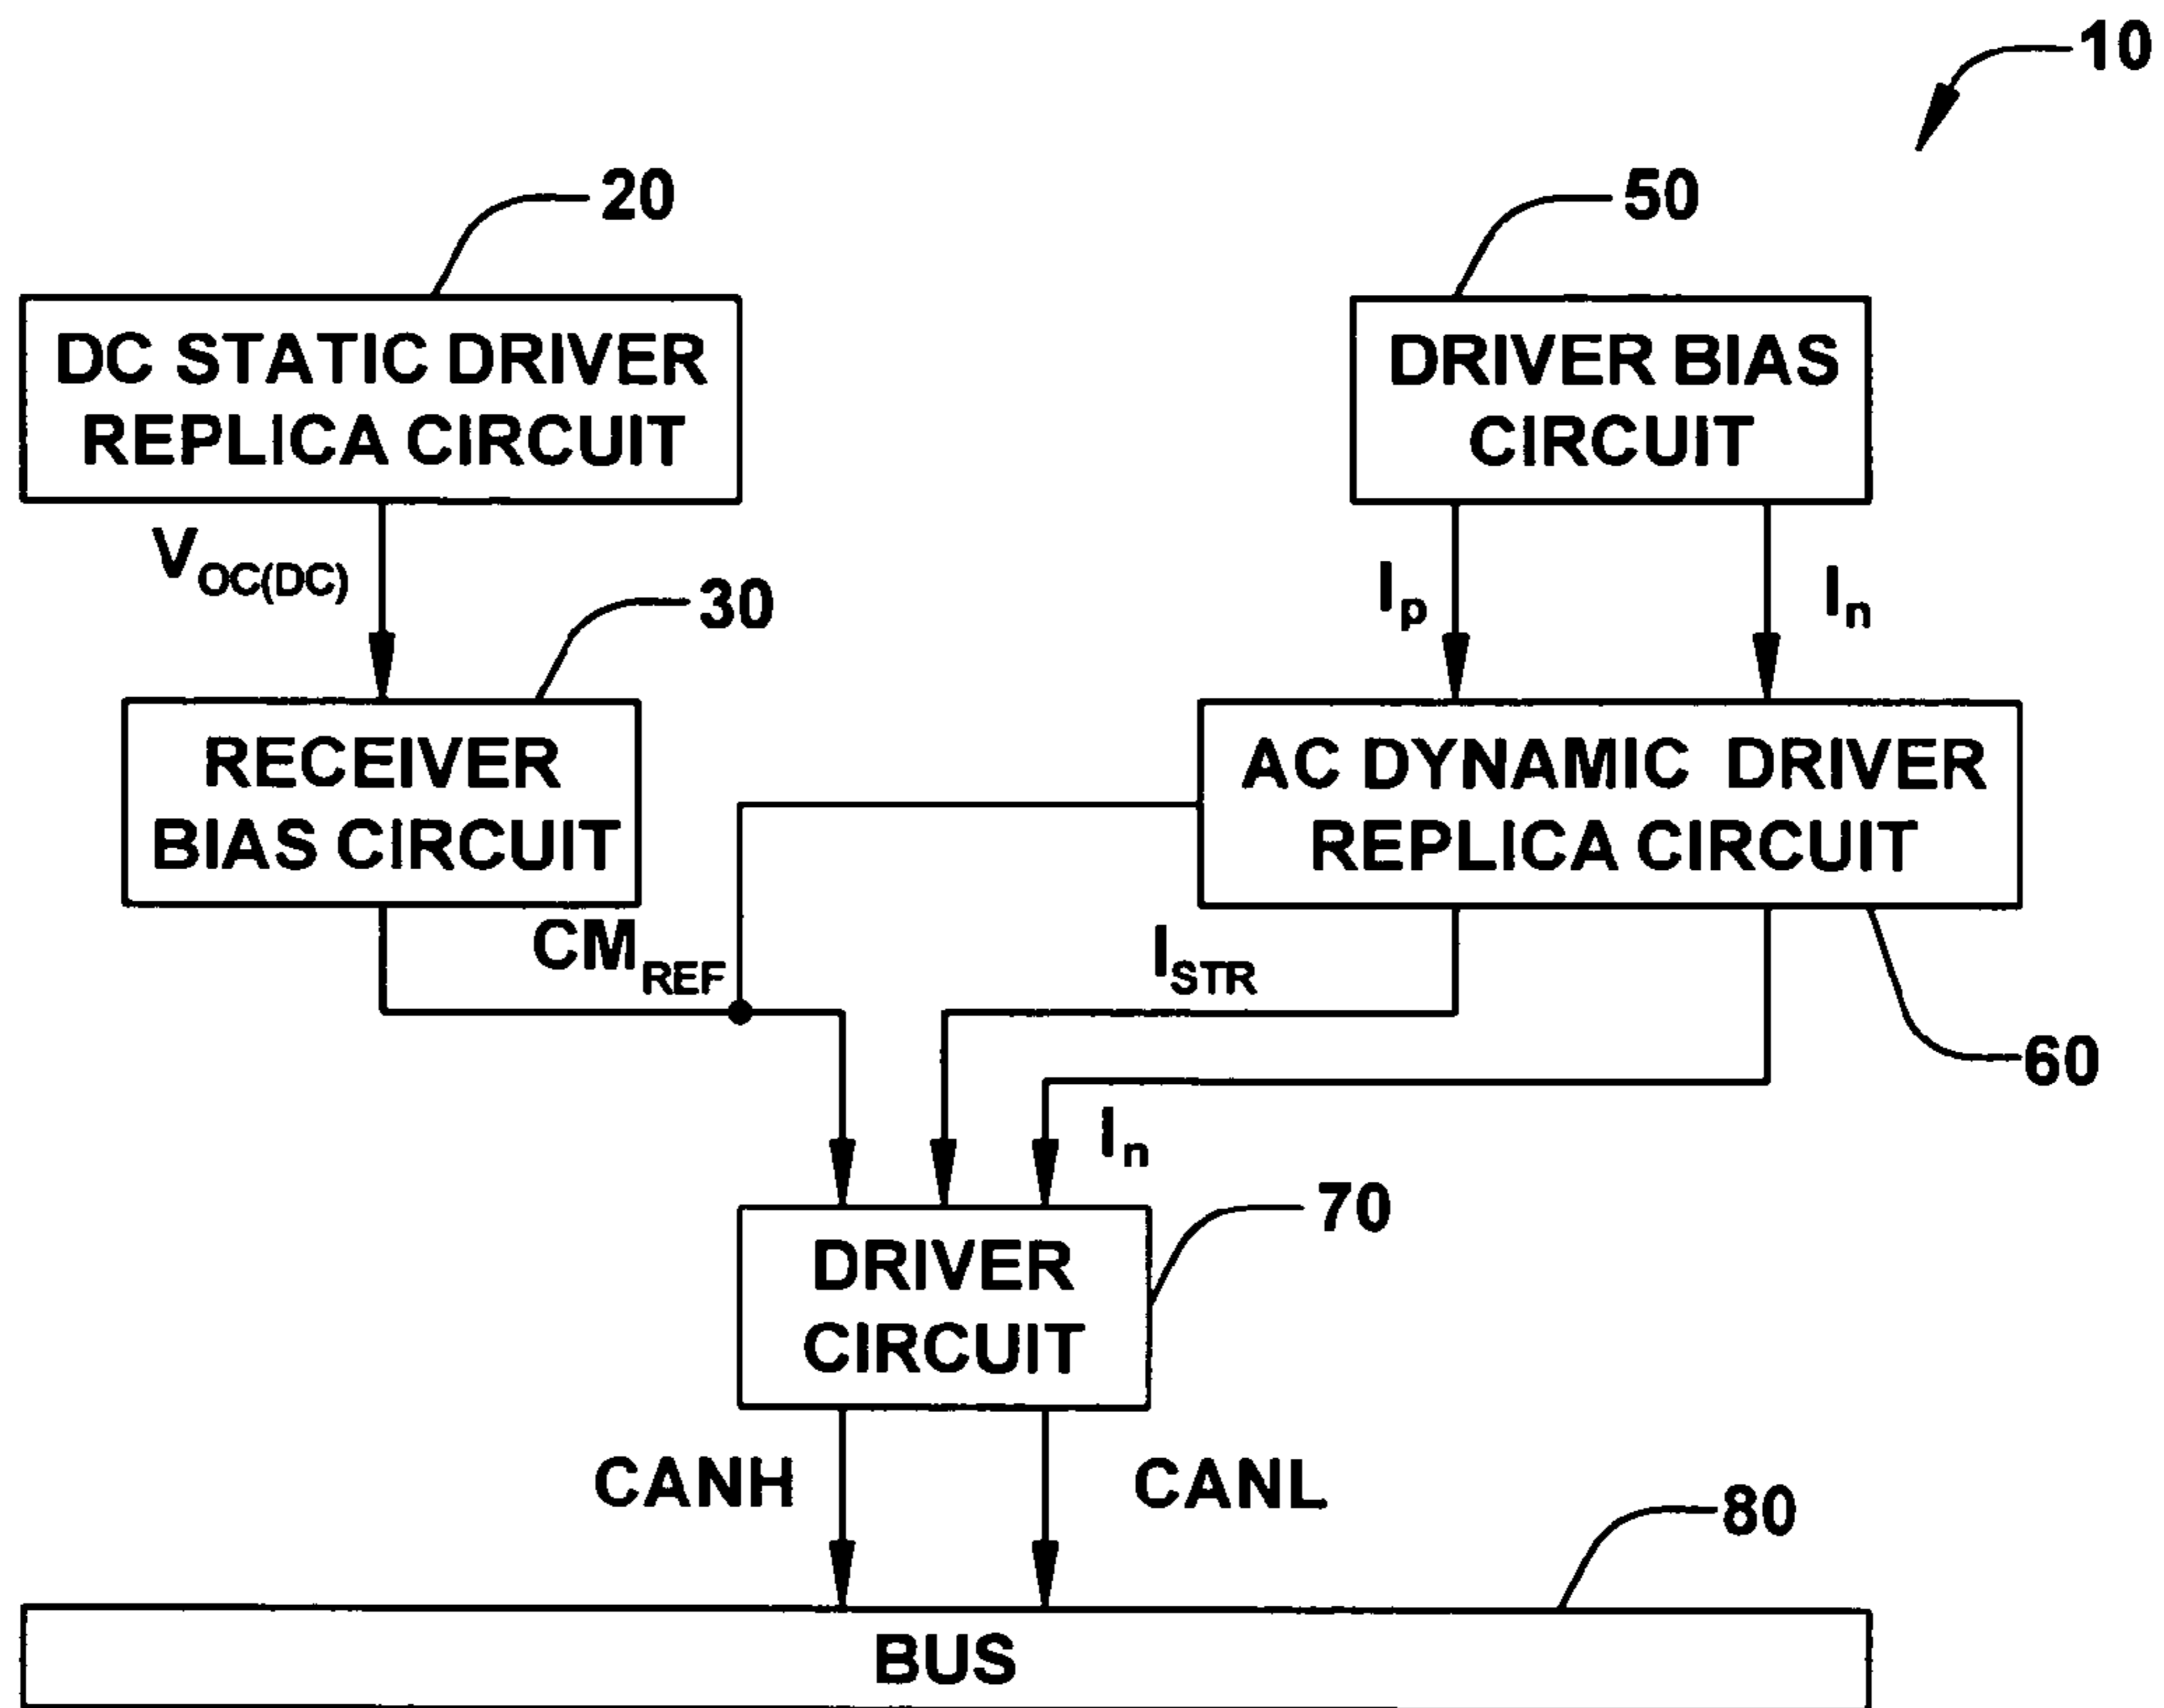 10
20
50
DC STATIC DRIVER
REPLICA CIRCUIT
DRIVER BIAS
CIRCUIT
VOC(DC)
30
Ip
In
RECEIVER
BIAS CIRCUIT
AC DYNAMIC DRIVER
REPLICA CIRCUIT
CMREF
ISTR
60
In
70
DRIVER
CIRCUIT
CANH
CANL
80
BUS